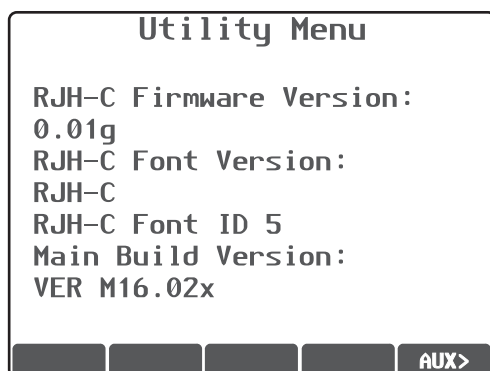 Utility Menu
RJH-C Firmware Version:
0.01g
RJH-C Font Version:
RJH-C
RJH-C Font ID 5
Main Build Version:
VER M16.02x
AUX>